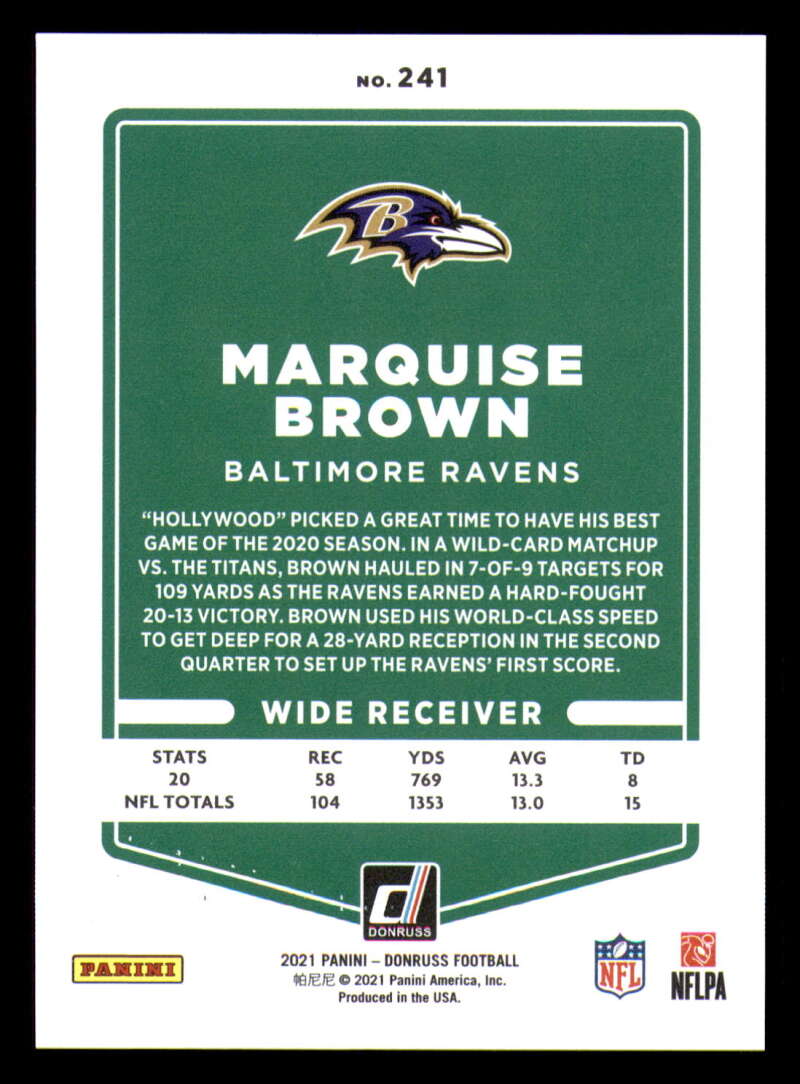 NO. 241
B
MARQUISE
BROWN
BALTIMORE RAVENS
“HOLLYWOOD” PICKED A GREAT TIME TO HAVE HIS BEST
GAME OF THE 2020 SEASON. IN A WILD-CARD MATCHUP
VS. THE TITANS, BROWN HAULED IN 7-OF-9 TARGETS FOR
109 YARDS AS THE RAVENS EARNED A HARD-FOUGHT
20-13 VICTORY. BROWN USED HIS WORLD-CLASS SPEED
TO GET DEEP FOR A 28-YARD RECEPTION IN THE SECOND
QUARTER TO SET UP THE RAVENS’ FIRST SCORE.
WIDE RECEIVER
STATS REC YDS AVG TD
20 58 769 13.3 8
NFL TOTALS 104 1353 13.0 15
d
DONRUSS
PANINI
2021 PANINI – DONRUSS FOOTBALL
帕尼尼 © 2021 Panini America, Inc.
Produced in the USA.
NFL
NFLPA